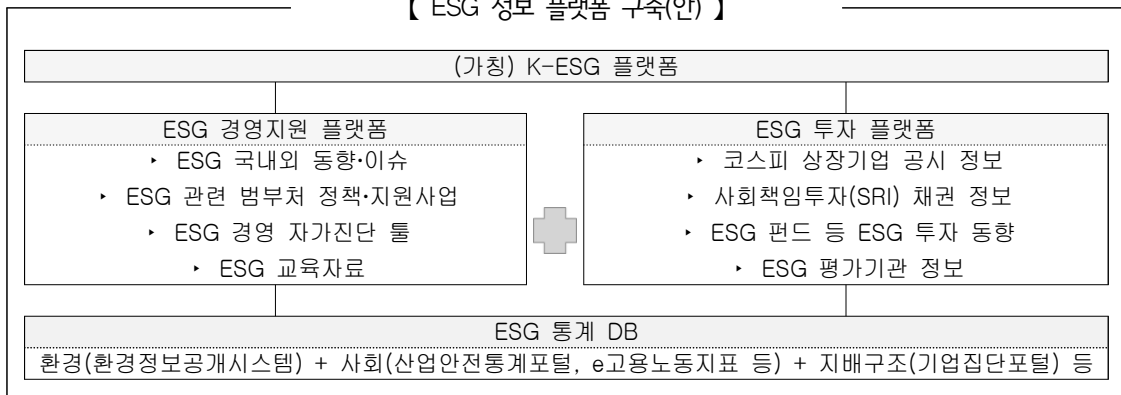 【 ESG 정보 플랫폼 구축(안) 】
(가칭) K-ESG 플랫폼
ESG 경영지원 플랫폼
‣ ESG 국내외 동향·이슈
‣ ESG 관련 범부처 정책·지원사업
‣ ESG 경영 자가진단 툴
‣ ESG 교육자료
ESG 투자 플랫폼
‣ 코스피 상장기업 공시 정보
‣ 사회책임투자(SRI) 채권 정보
‣ ESG 펀드 등 ESG 투자 동향
‣ ESG 평가기관 정보
ESG 통계 DB
환경(환경정보공개시스템) + 사회(산업안전통계포털, e고용노동지표 등) + 지배구조(기업집단포털) 등